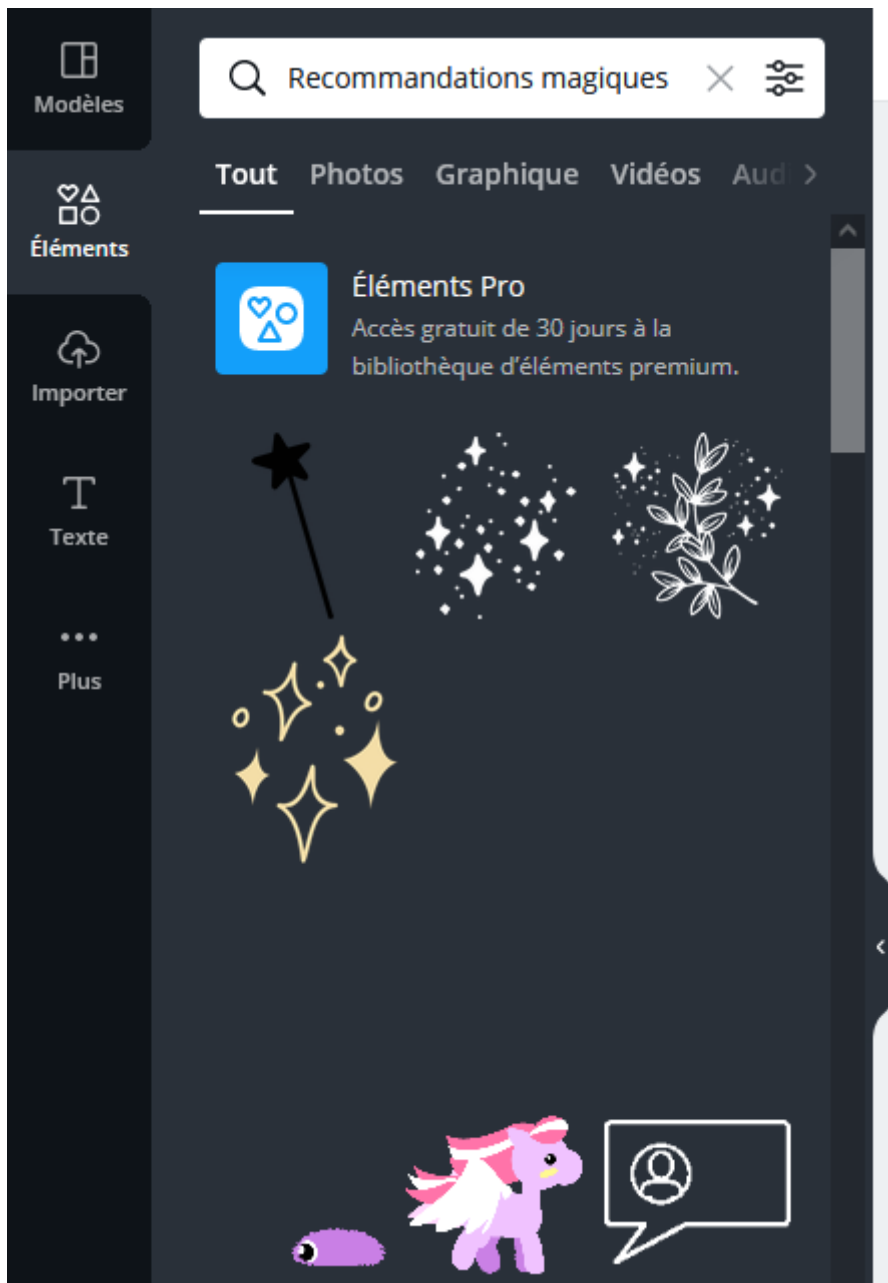 Modèles
Éléments
Importer
Texte
Plus
Recommandations magiques
Tout Photos Graphique Vidéos Aud
Éléments Pro
Accès gratuit de 30 jours à la
bibliothèque d’éléments premium.